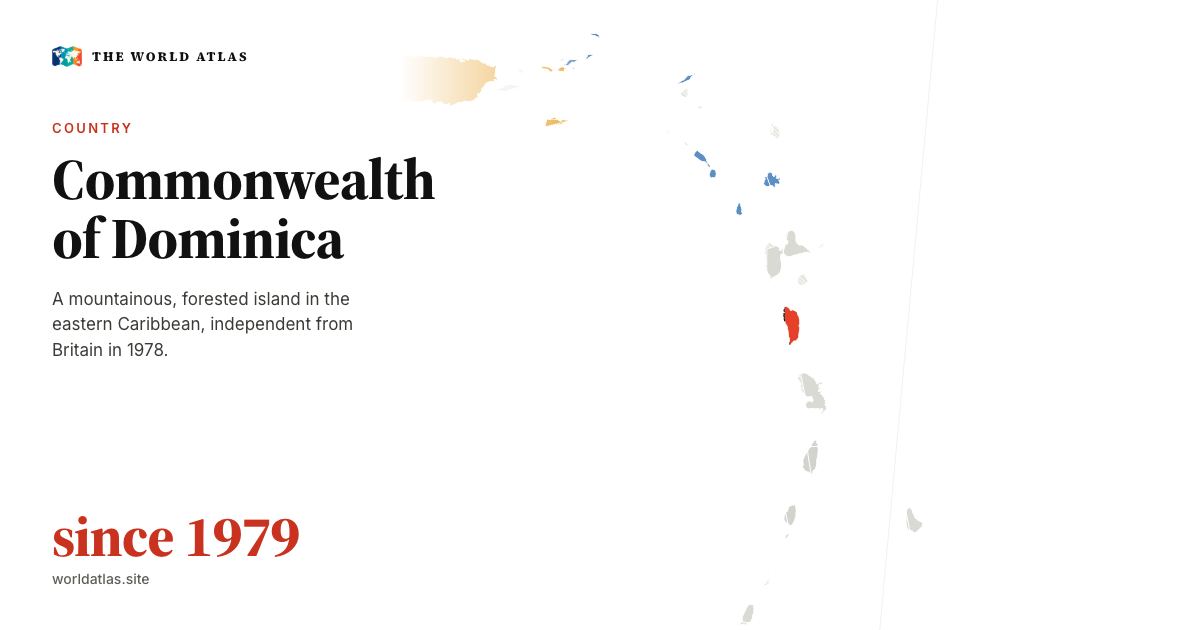 THE WORLD ATLAS
COUNTRY
Commonwealth
of Dominica
A mountainous, forested island in the
eastern Caribbean, independent from
Britain in 1978.
since 1979
worldatlas.site